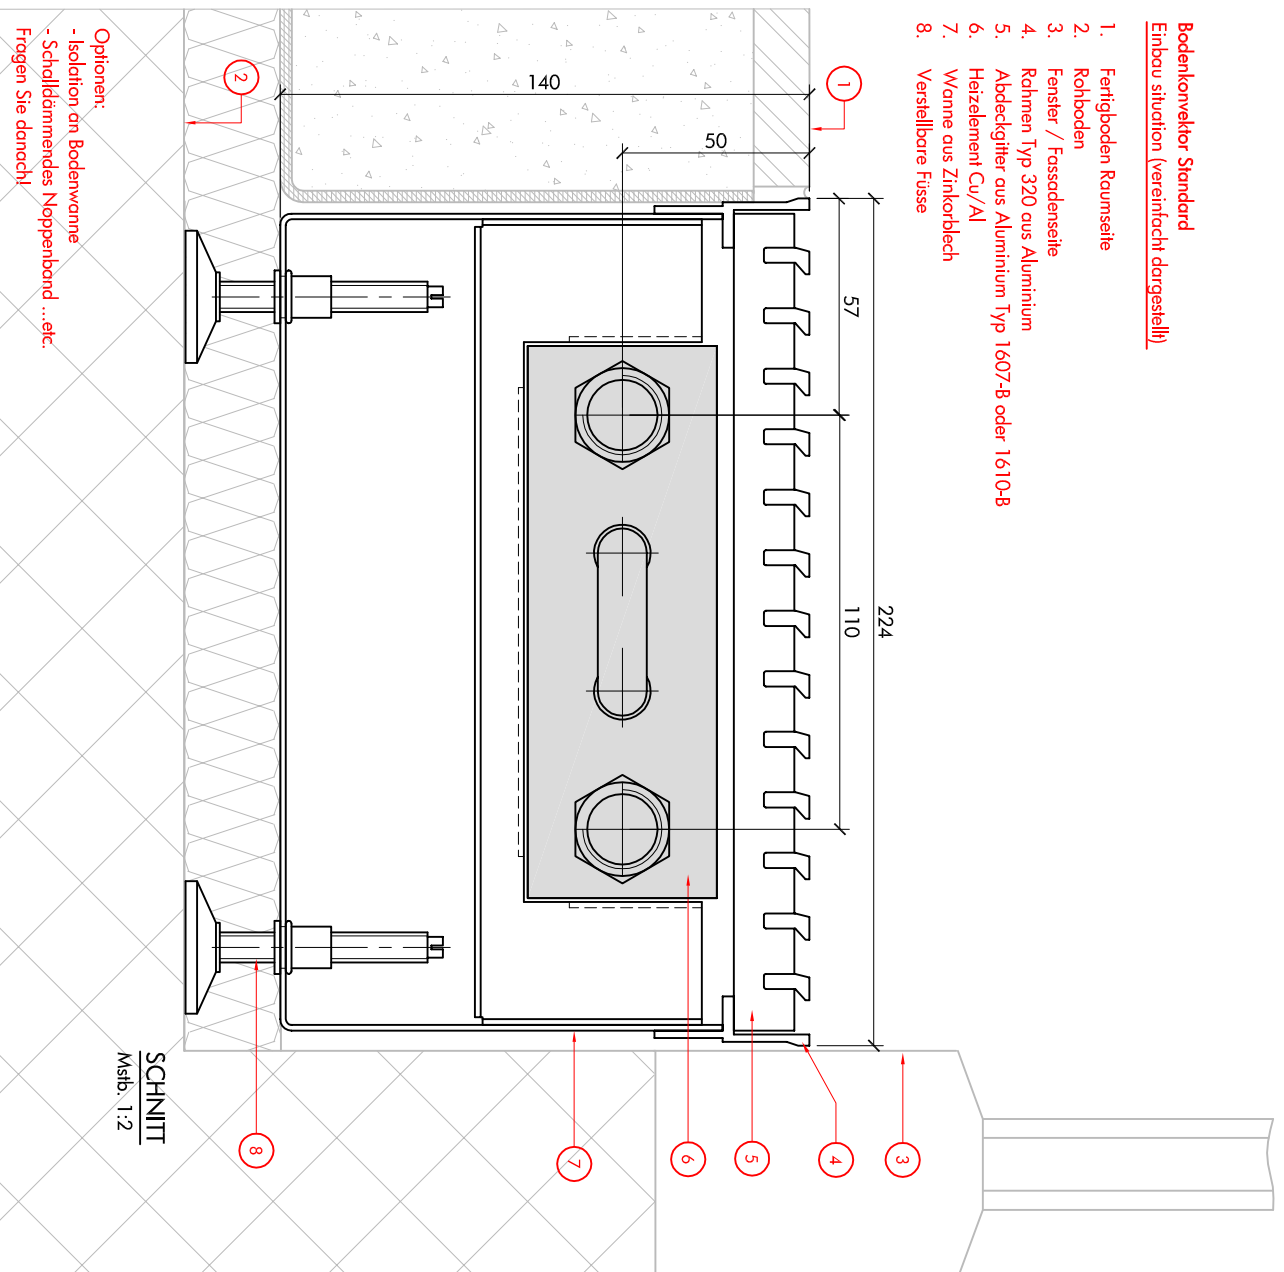 Bodenkonvektor Standard
Einbau situation (vereinfacht dargestellt)
1. Fertigboden Raumseite
2. Rohboden
3 Fenster / Fassadenseite
4. Rahmen Typ 320 aus Aluminium
5. Abdeckgitter aus Aluminium Typ 1607-B oder 1610-B
6. Heizelement Cu/Al
7. Wanne aus Zinkorblech
8. Verstellbare Füsse
224
57
110
1
140
50
2
3
4
5
6
7
8
SCHNITT
Mstb. 1:2
Optionen:
- Isolation an Bodenwanne
- Schalldämmendes Noppenband ...etc.
Fragen Sie danach!